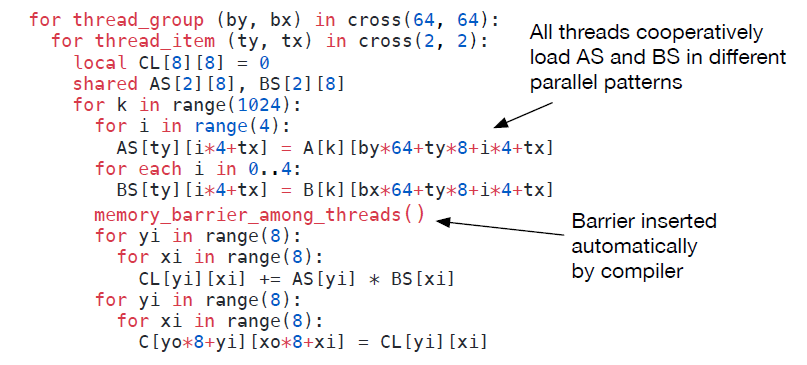 for thread_group (by, bx) in cross(64, 64):
  for thread_item (ty, tx) in cross(2, 2):
    local CL[8][8] = 0
    shared AS[2][8], BS[2][8]
    for k in range(1024):
      for i in range(4):
        AS[ty][i*4+tx] = A[k][by*64+ty*8+i*4+tx]
      for each i in 0..4:
        BS[ty][i*4+tx] = B[k][bx*64+ty*8+i*4+tx]
      memory_barrier_among_threads()
      for yi in range(8):
        for xi in range(8):
          CL[yi][xi] += AS[yi] * BS[xi]
      for yi in range(8):
        for xi in range(8):
          C[yo*8+yi][xo*8+xi] = CL[yi][xi]
All threads cooperatively
load AS and BS in different
parallel patterns
Barrier inserted
automatically
by compiler